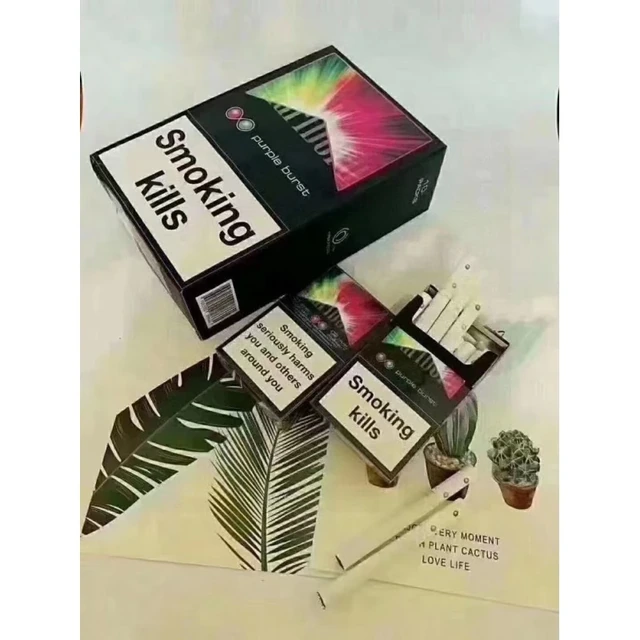 arlbor
purple burst
Smoking
kills
Smoking
seriously harms
you and others
around you
purple burst
Smoking
kills
ERY MOMENT
PLANT CACTUS
LOVE LIFE